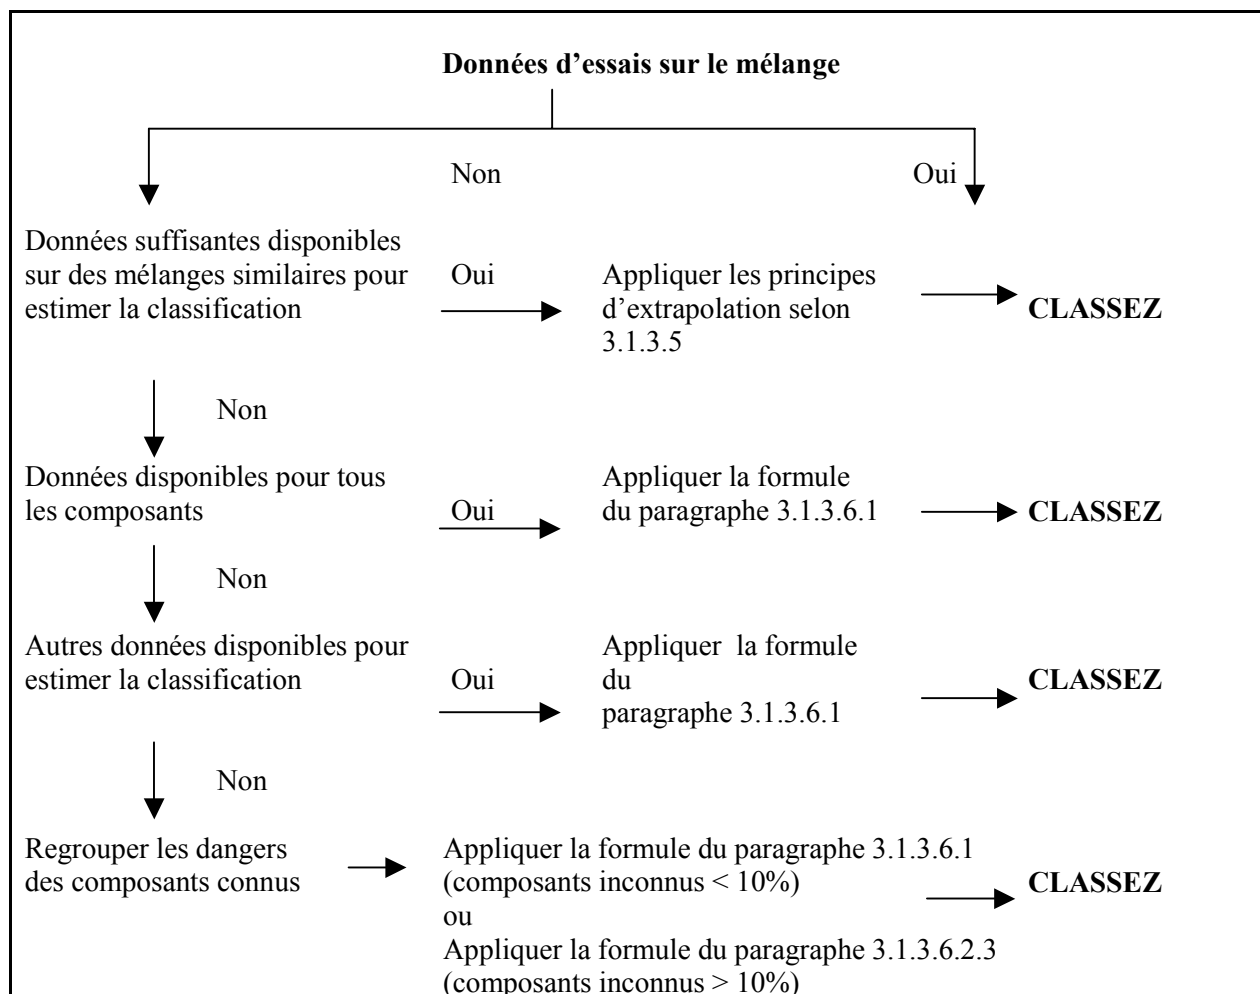 Données d’essais sur le mélange
Non
Oui
Données suffisantes disponibles
sur des mélanges similaires pour
estimer la classification
Oui
Appliquer les principes
d’extrapolation selon
3.1.3.5
CLASSEZ
Non
Données disponibles pour tous
les composants
Oui
Appliquer la formule
du paragraphe 3.1.3.6.1
CLASSEZ
Non
Autres données disponibles pour
estimer la classification
Oui
Appliquer la formule
du
paragraphe 3.1.3.6.1
CLASSEZ
Non
Regrouper les dangers
des composants connus
Appliquer la formule du paragraphe 3.1.3.6.1
(composants inconnus < 10%)
ou
Appliquer la formule du paragraphe 3.1.3.6.2.3
(composants inconnus > 10%)
CLASSEZ